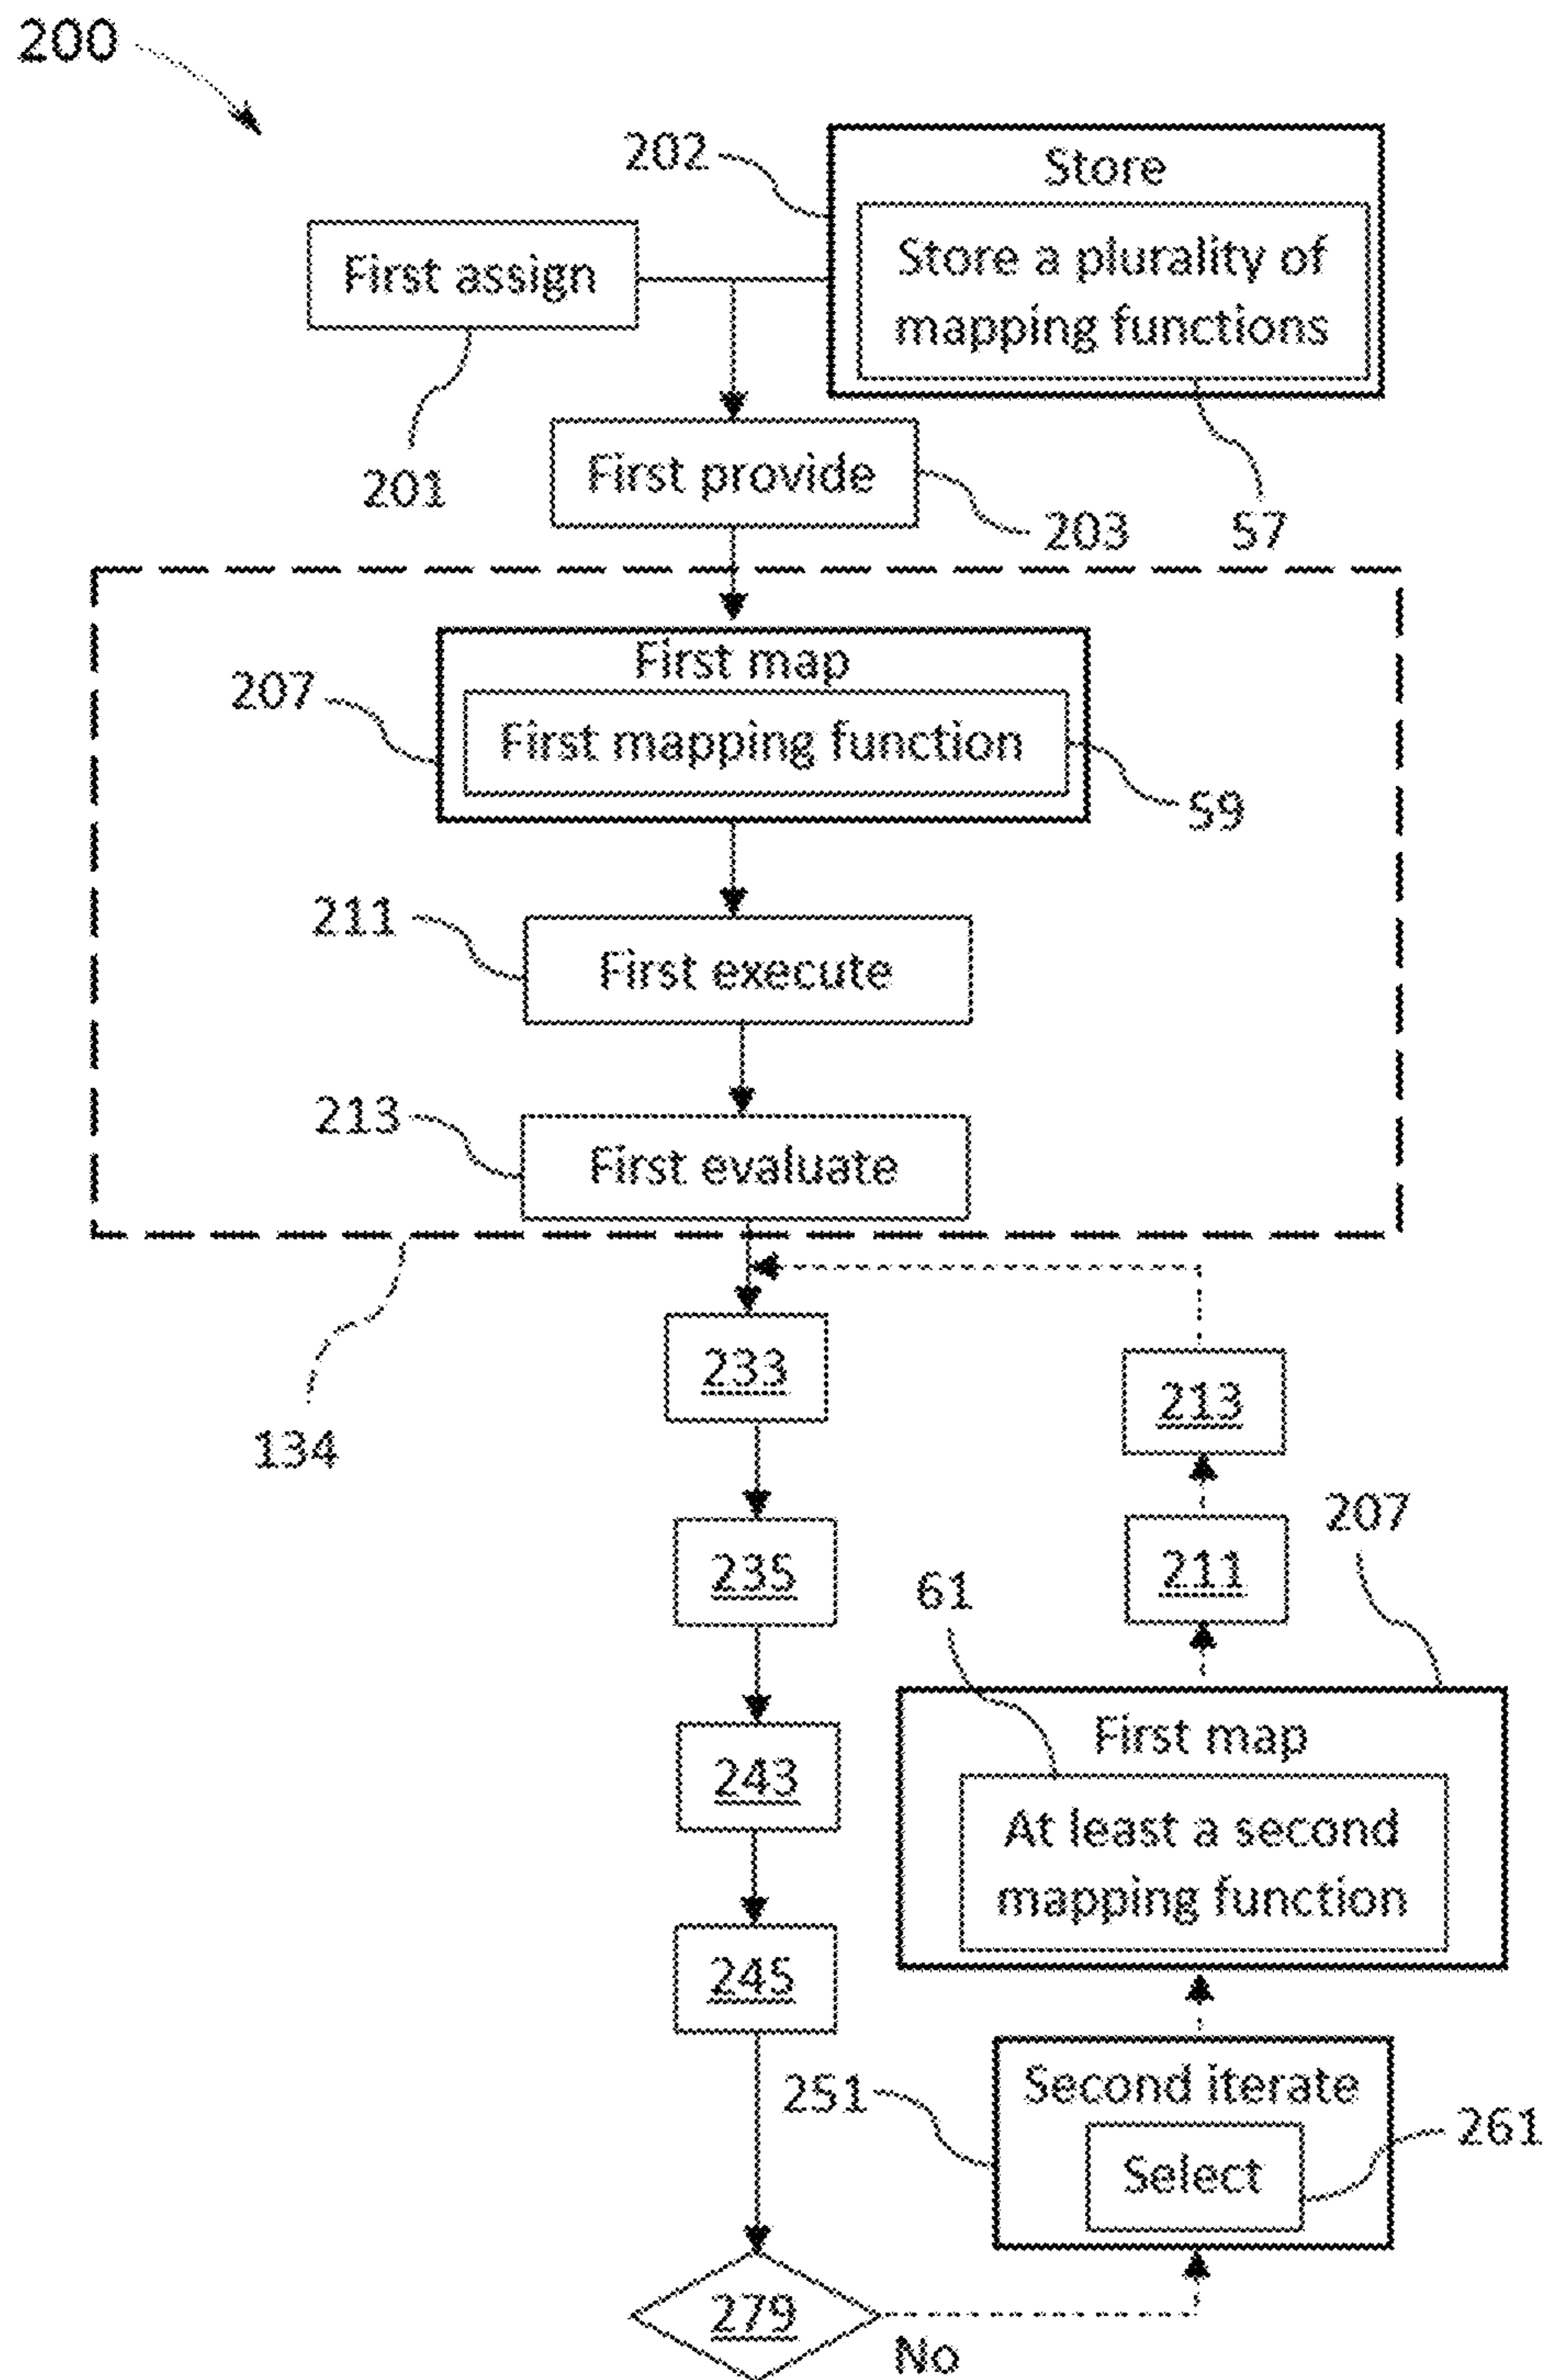 200
202
Store
First assign
Store a plurality of
mapping functions
201
First provide
203
57
First map
207
First mapping function
59
211
First execute
213
First evaluate
134
233
213
235
211
207
61
243
First map
At least a second
mapping function
245
251
Second iterate
261
Select
279
No